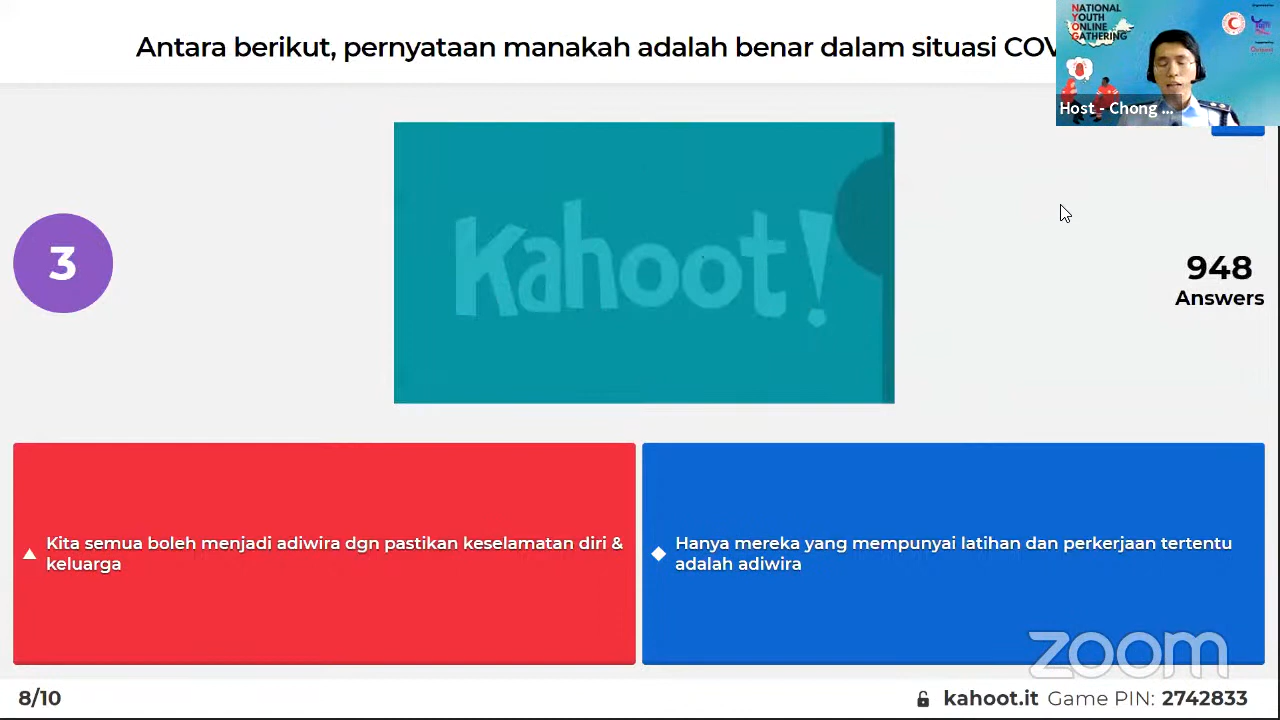 Antara berikut, pernyataan manakah adalah benar dalam situasi COV
NATIONAL
YOUTH
ONLINE
GATHERING
Host - Chong ...
Kahoot!
3
948
Answers
Kita semua boleh menjadi adiwira dgn pastikan keselamatan diri &
keluarga
Hanya mereka yang mempunyai latihan dan perkerjaan tertentu
adalah adiwira
zoom
8/10
kahoot.it Game PIN: 2742833